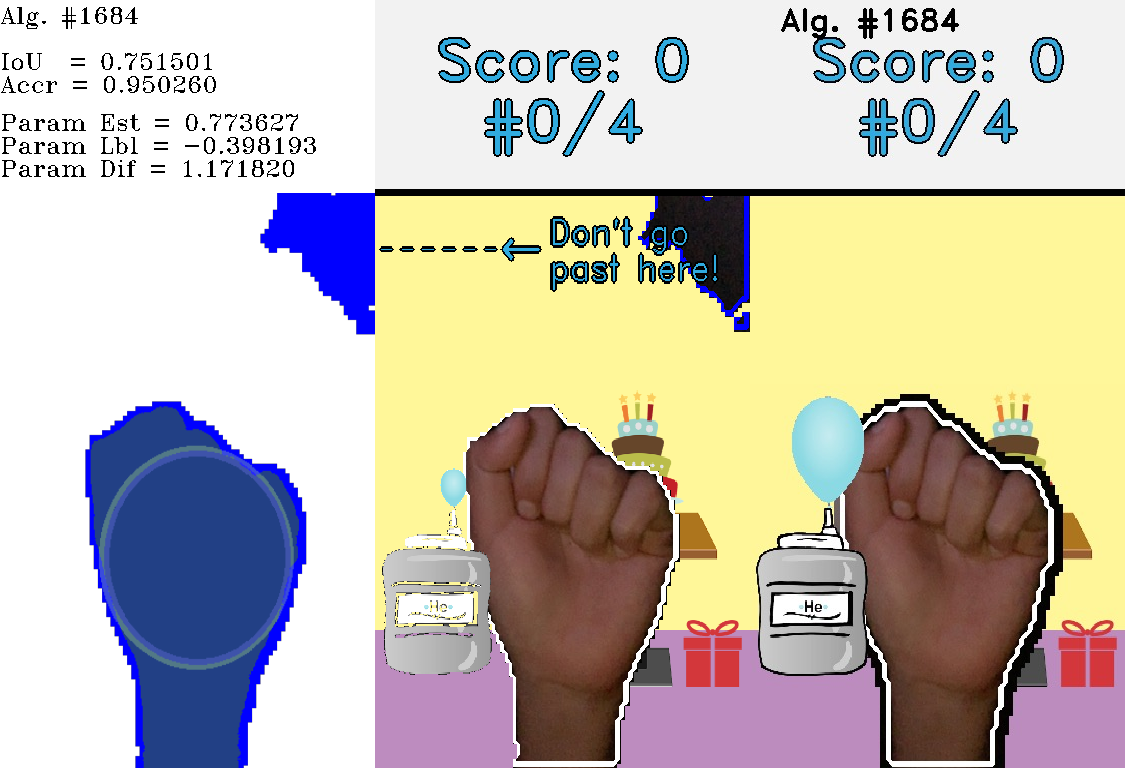 Alg. #1684
IoU = 0.751501
Accr = 0.950260
Param Est = 0.773627
Param Lbl = −0.398193
Param Dif = 1.171820
Score: 0
#0/4
Don't go
past here!
He
Alg. #1684
Score: 0
#0/4
He